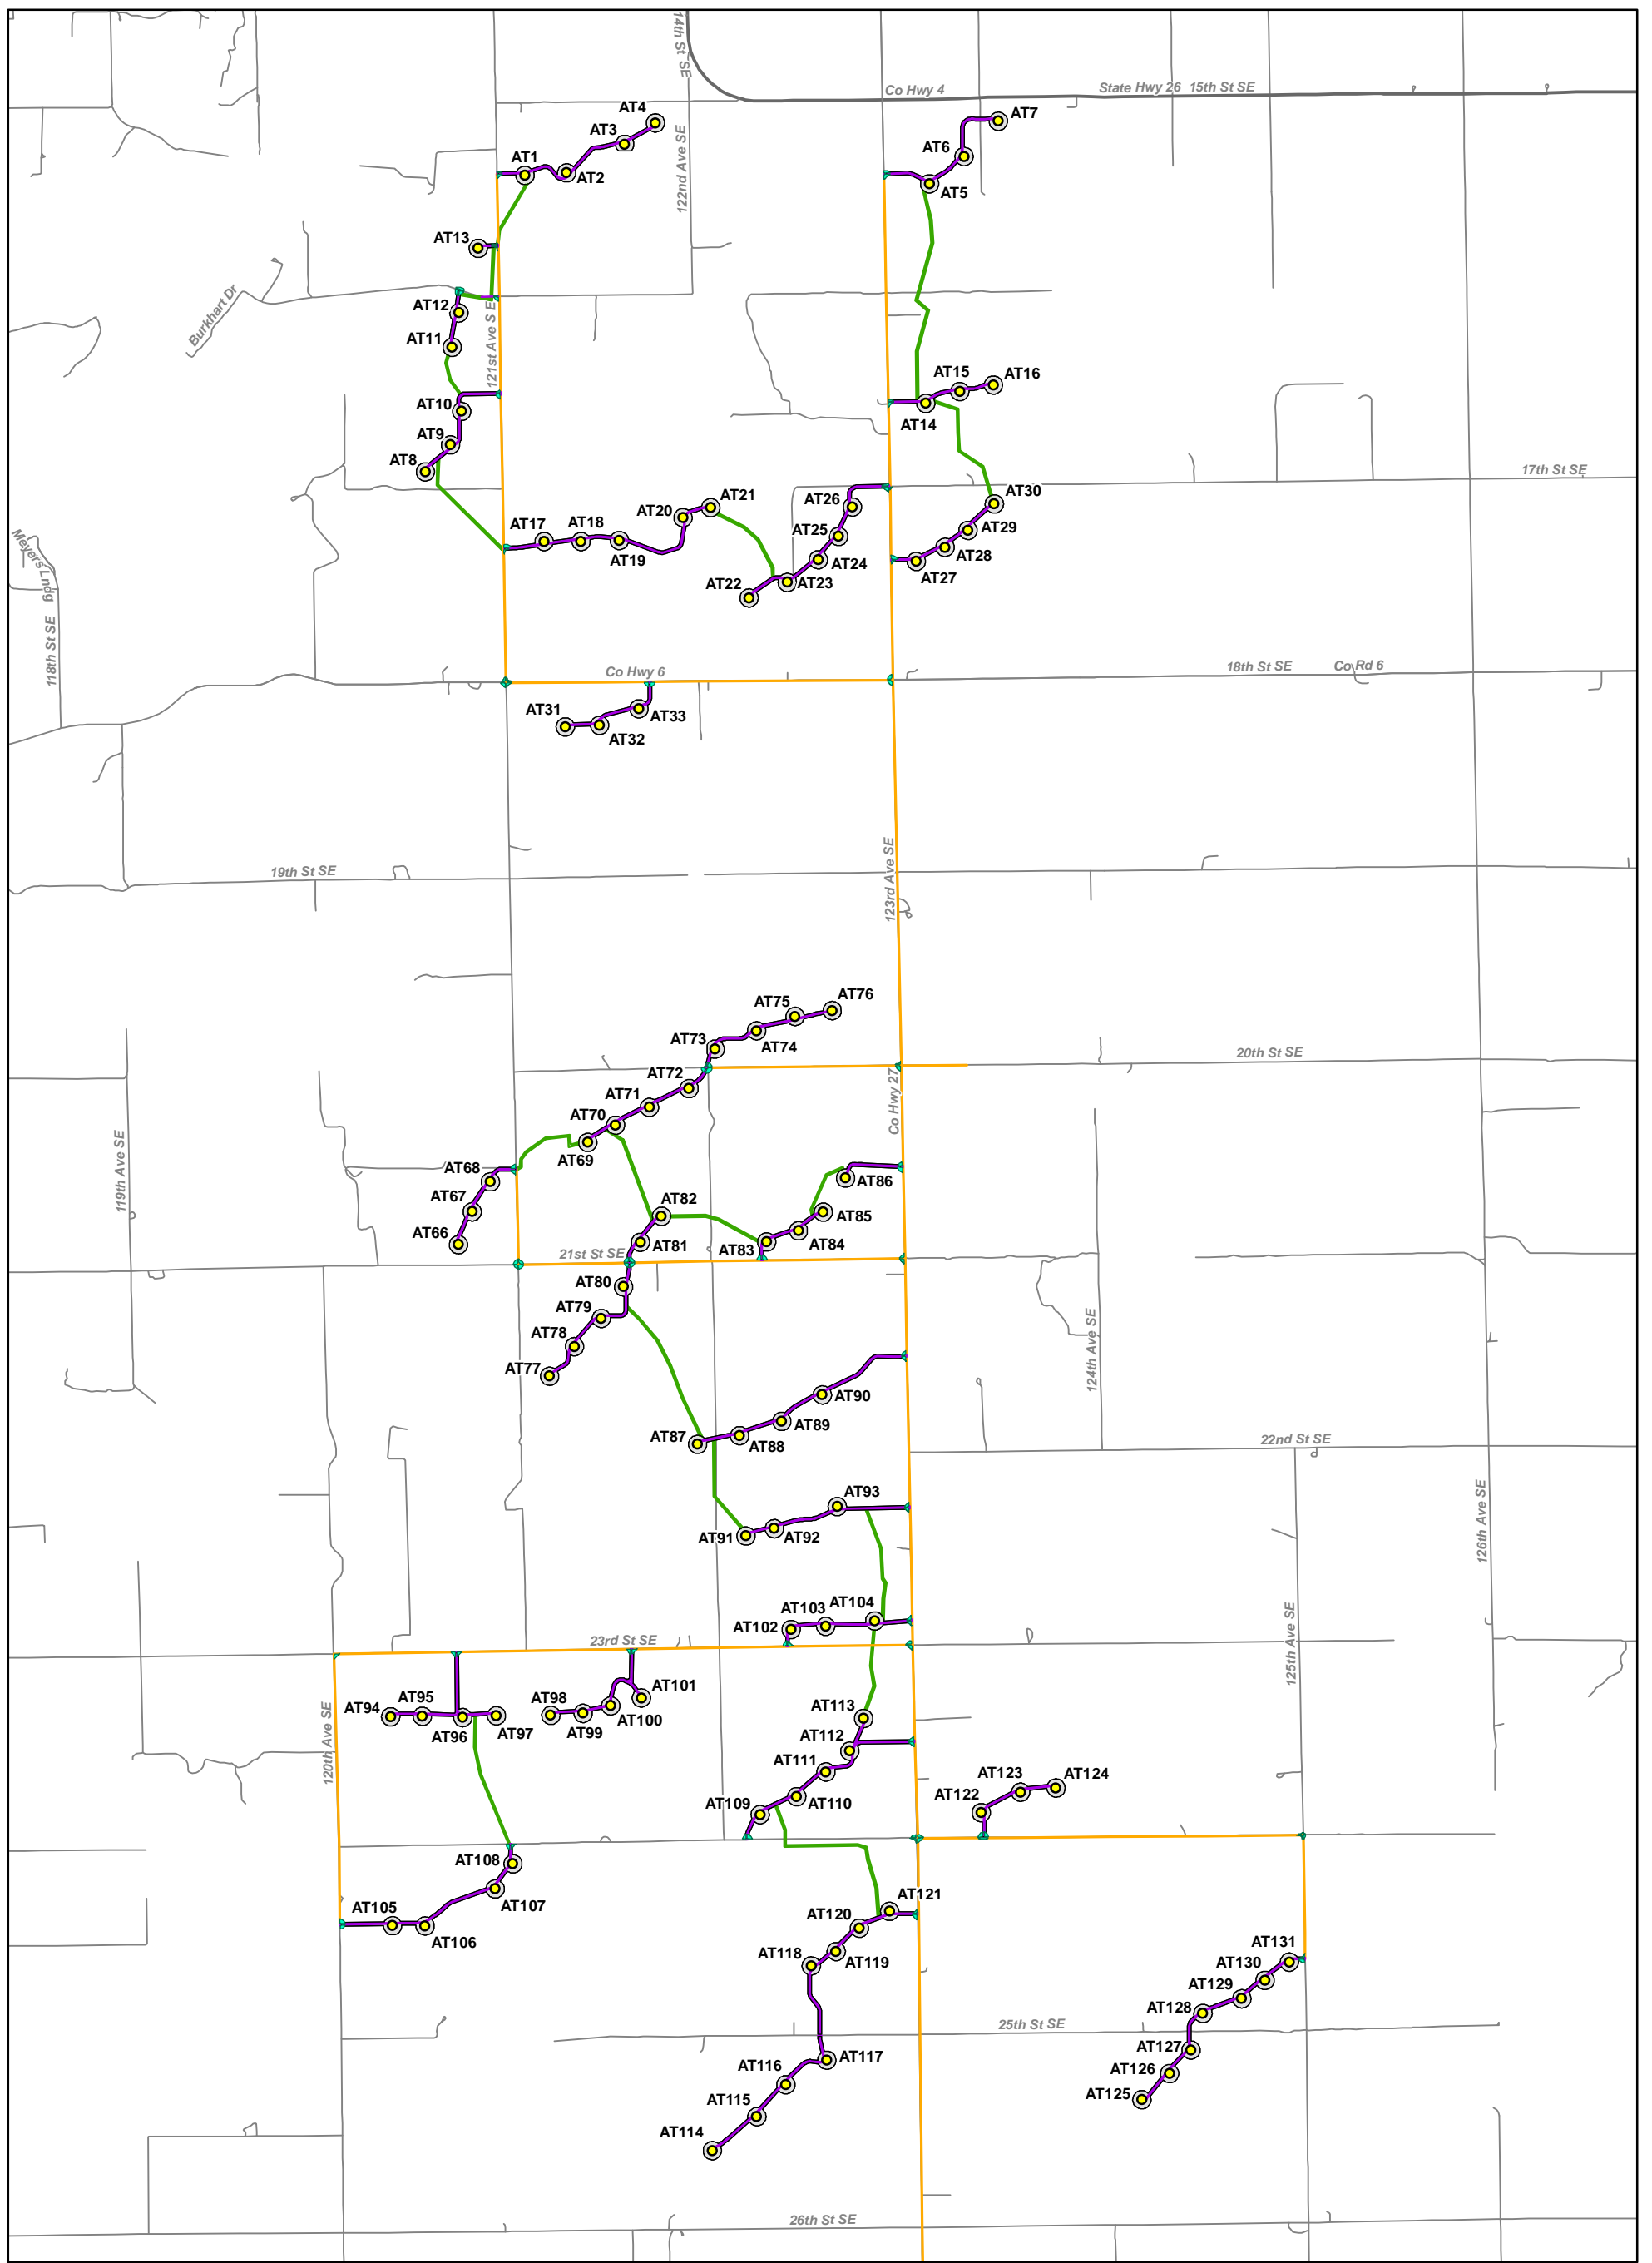 14th St SE
Co Hwy 4
State Hwy 26 15th St SE
AT4
AT7
AT3
AT6
AT1
AT2
122nd Ave SE
AT5
AT13
Burkhart Dr
AT12
121st Ave S E
AT11
AT15
AT16
AT10
AT14
AT9
AT8
17th St SE
AT21
AT26
AT30
AT20
AT17
AT18
AT25
AT29
AT19
AT24
AT28
Meyers Lndg
AT22
AT23
AT27
118th St SE
Co Hwy 6
18th St SE
Co Rd 6
AT31
AT33
AT32
123rd Ave SE
19th St SE
AT76
AT75
AT73
AT74
20th St SE
AT72
Co Hwy 27
AT71
AT70
119th Ave SE
AT69
AT68
AT86
AT67
AT82
AT85
AT66
AT81
AT83
AT84
21st St SE
AT80
AT79
124th Ave SE
AT78
AT77
AT90
AT89
AT87
AT88
22nd St SE
AT93
126th Ave SE
AT91
AT92
AT103
AT104
AT102
23rd St SE
125th Ave SE
AT101
AT94
AT95
AT98
AT113
120th Ave SE
AT96
AT97
AT99
AT100
AT112
AT111
AT123
AT124
AT109
AT110
AT122
AT108
AT107
AT105
AT121
AT106
AT120
AT131
AT118
AT119
AT130
AT129
AT128
25th St SE
AT117
AT127
AT116
AT126
AT125
AT115
AT114
26th St SE